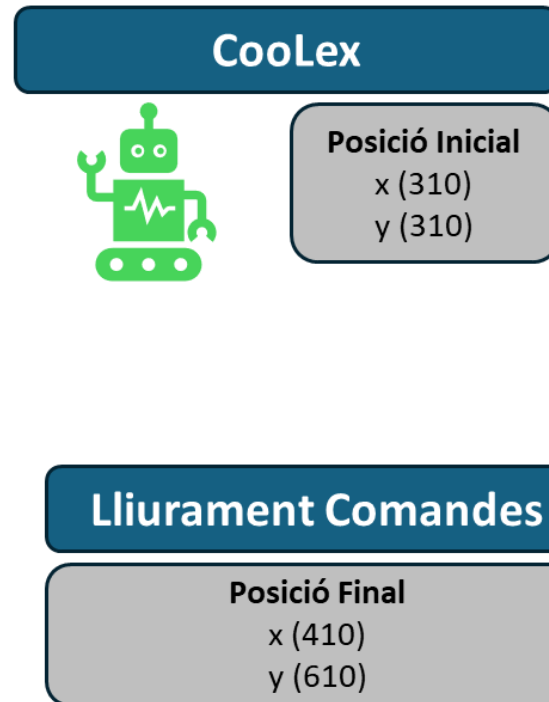 CooLex
Posició Inicial
x (310)
y (310)
Lliurament Comandes
Posició Final
x (410)
y (610)